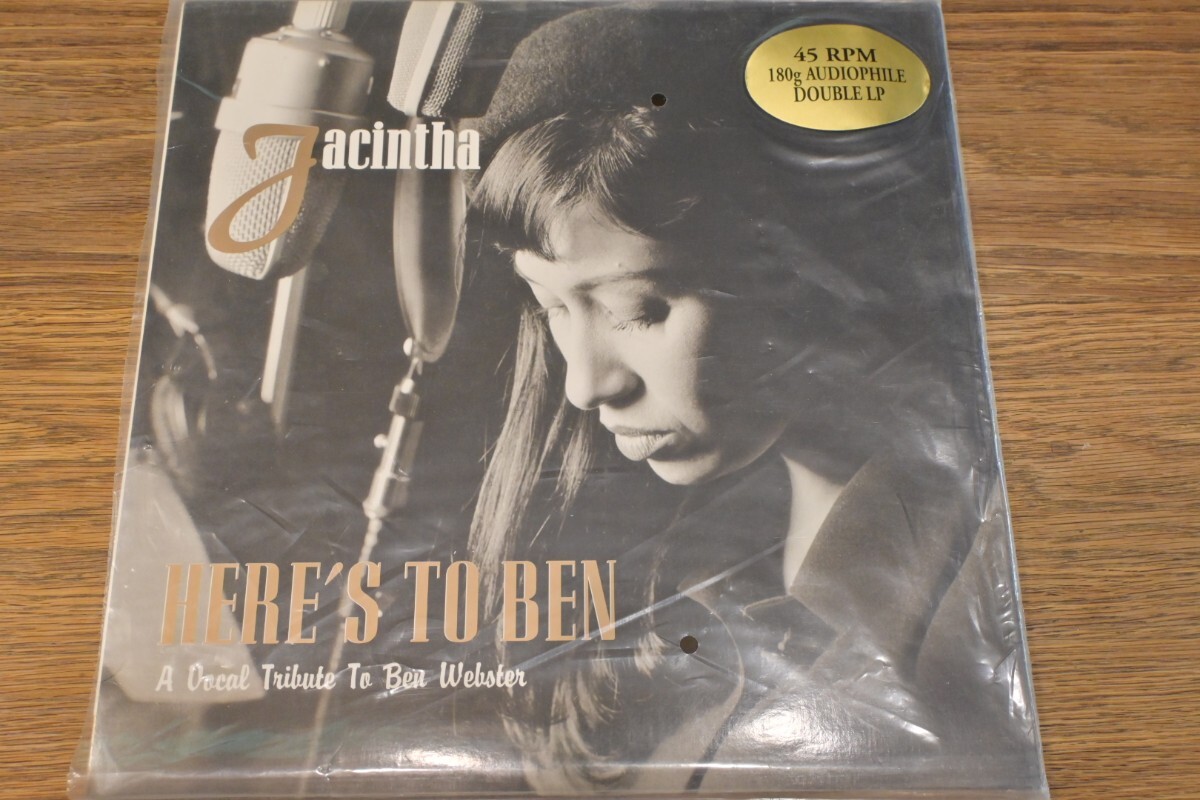 45 RPM
180g AUDIOPHILE
DOUBLE LP
Jacintha
HERE'S TO BEN
A Vocal Tribute To Ben Webster